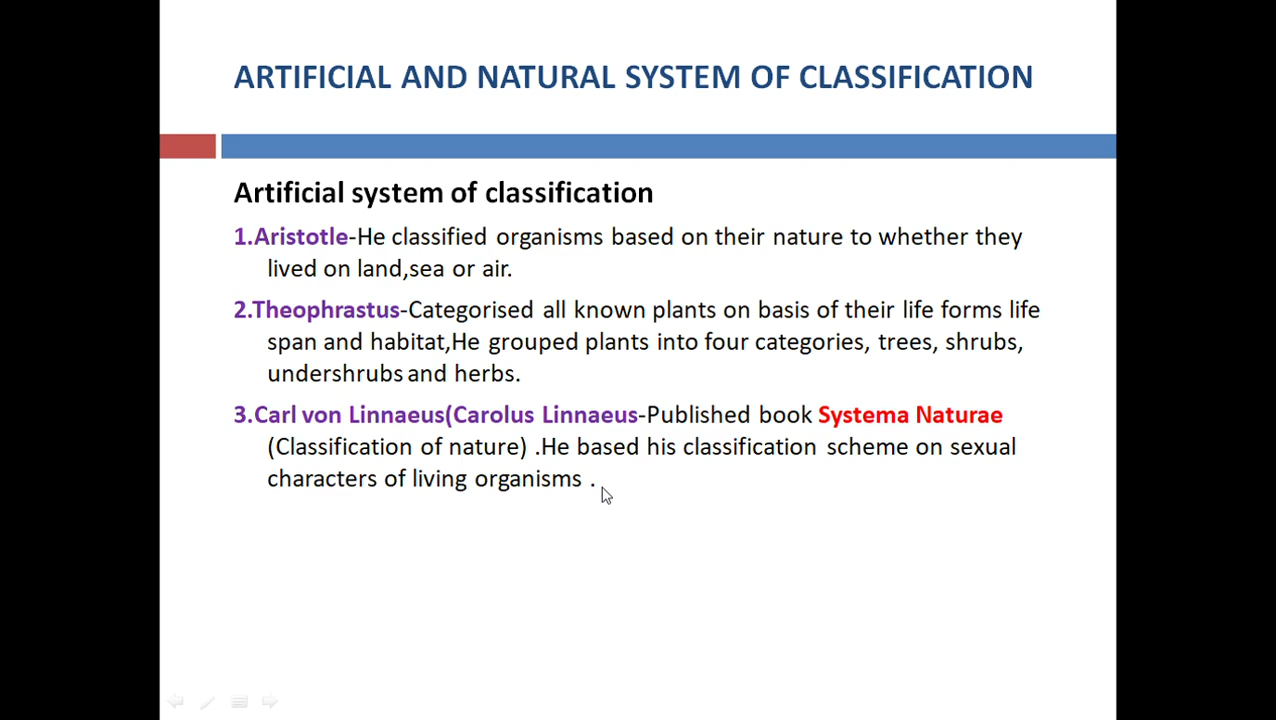 ARTIFICIAL AND NATURAL SYSTEM OF CLASSIFICATION
Artificial system of classification
1.Aristotle-He classified organisms based on their nature to whether they
lived on land,sea or air.
2.Theophrastus-Categorised all known plants on basis of their life forms life
span and habitat,He grouped plants into four categories, trees, shrubs,
undershrubs and herbs.
3.Carl von Linnaeus(Carolus Linnaeus-Published book Systema Naturae
(Classification of nature) .He based his classification scheme on sexual
characters of living organisms .